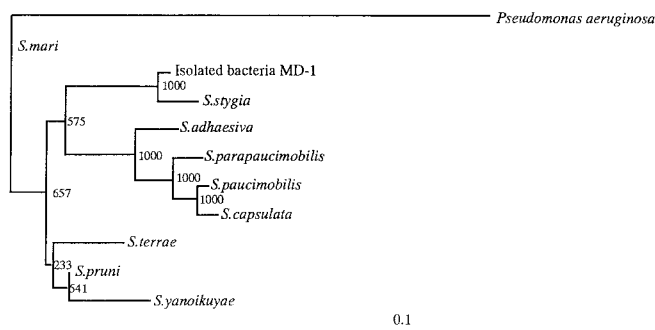 Pseudomonas aeruginosa
S.mari
Isolated bacteria MD-1
1000
S.stygia
575
S.adhaesiva
1000
S.parapaucimobilis
1000
S.paucimobilis
1000
S.capsulata
657
S.terrae
233
S.pruni
541
S.yanoikuyae
0.1